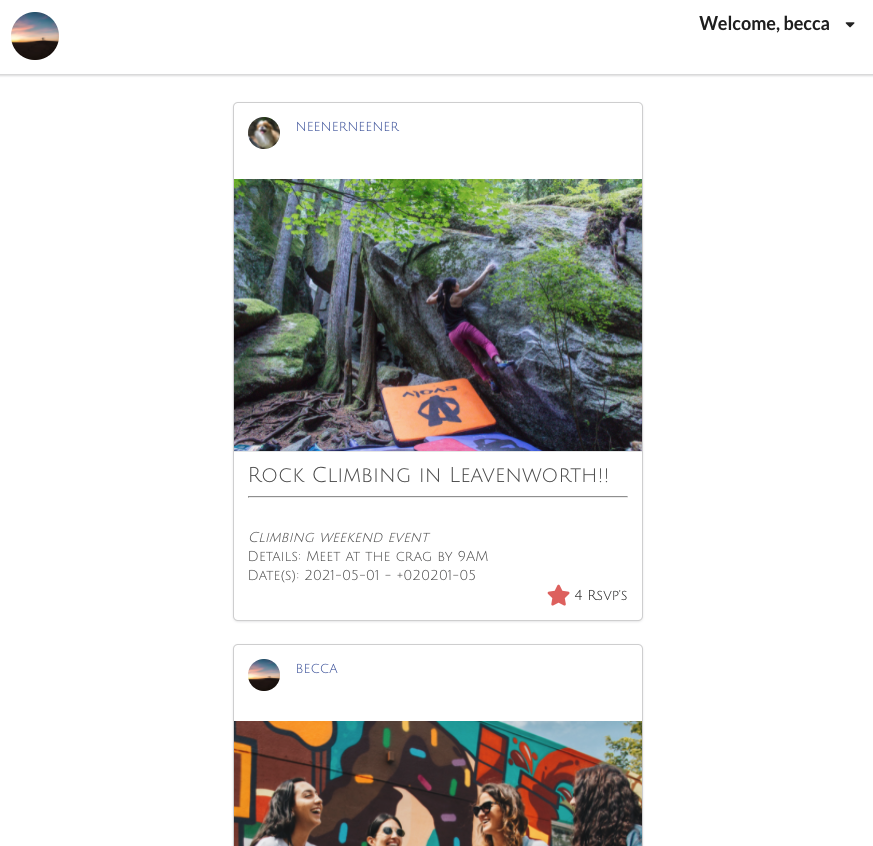 Welcome, becca
neenerneener
evolv
Rock Climbing in Leavenworth!!
Climbing weekend event
Details: Meet at the crag by 9AM
Date(s): 2021-05-01 - +020201-05
4 Rsvp's
becca